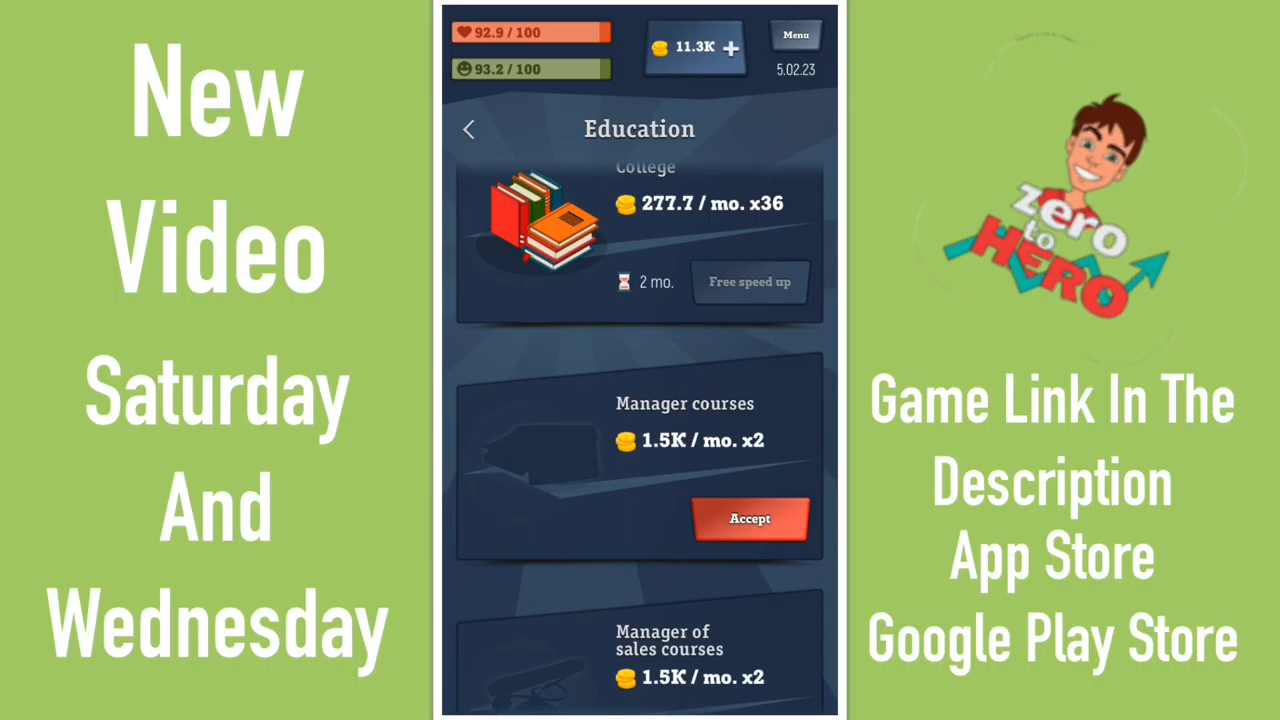 New
Video
Saturday
And
Wednesday
92.9 / 100
93.2 / 100
11.3K
Menu
5.02.23
Education
College
277.7 / mo. x36
2 mo.
Free speed up
Manager courses
1.5K / mo. x2
Accept
Manager of
sales courses
1.5K / mo. x2
zero
to
HERO
Game Link In The
Description
App Store
Google Play Store